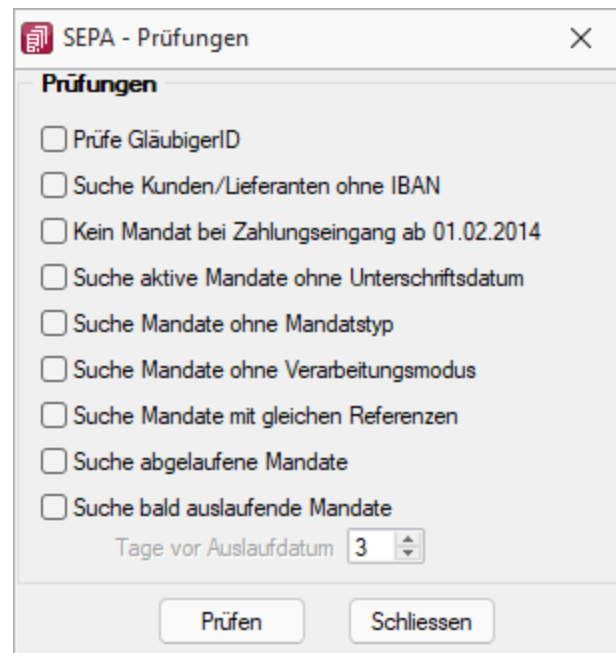 SEPA - Prüfungen
Prüfungen
Prüfe GläubigerID
Suche Kunden/Lieferanten ohne IBAN
Kein Mandat bei Zahlungseingang ab 01.02.2014
Suche aktive Mandate ohne Unterschriftsdatum
Suche Mandate ohne Mandatstyp
Suche Mandate ohne Verarbeitungsmodus
Suche Mandate mit gleichen Referenzen
Suche abgelaufene Mandate
Suche bald auslaufende Mandate
Tage vor Auslaufdatum 3
Prüfen Schliessen